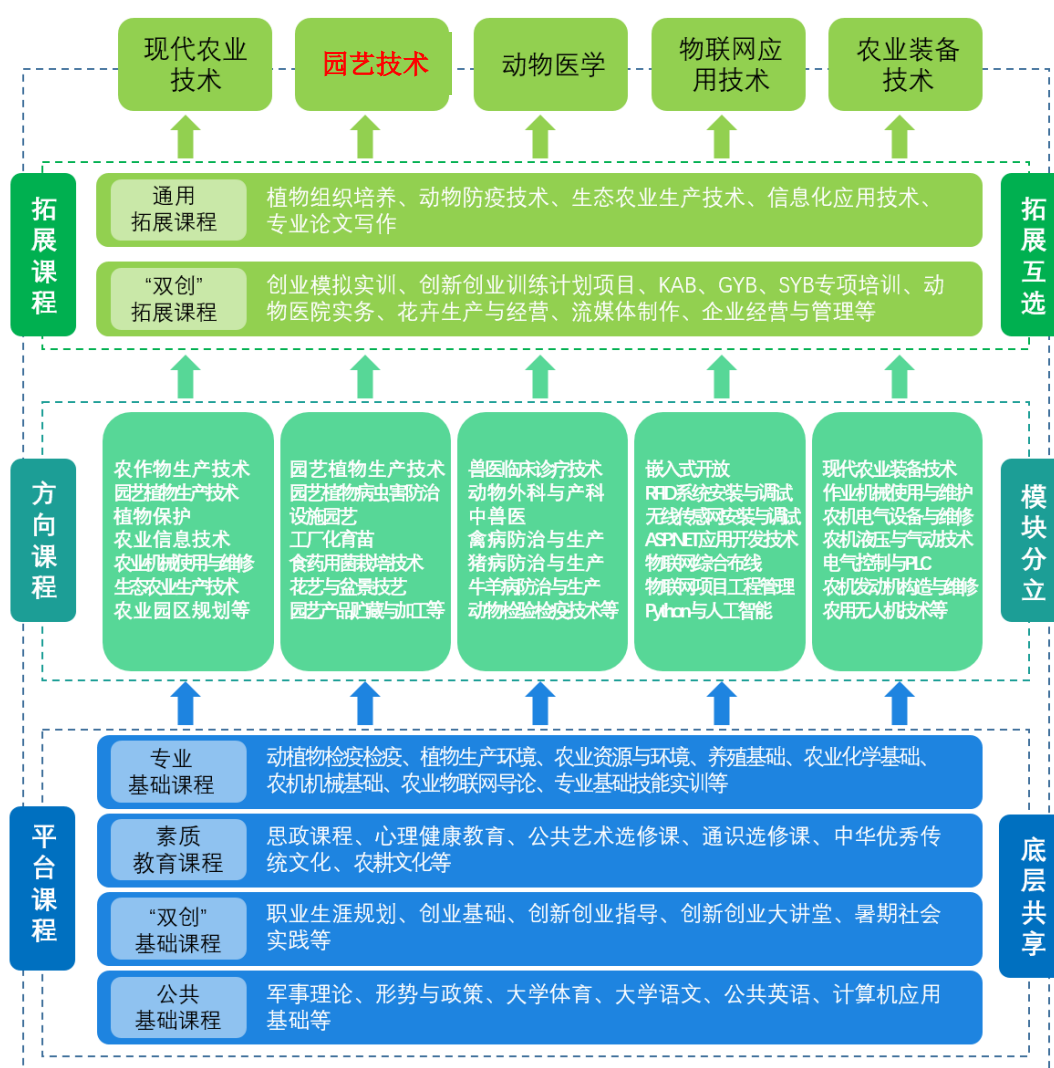 现代农业
技术
园艺技术
动物医学
物联网应
用技术
农业装备
技术
拓展课程
通用
拓展课程
植物组织培养、动物防疫技术、生态农业生产技术、信息化应用技术、
专业论文写作
“双创”
拓展课程
创业模拟实训、创新创业训练计划项目、KAB、GYB、SYB专项培训、动
物医院实务、花卉生产与经营、流媒体制作、企业经营与管理等
拓展互选
方向课程
农作物生产技术
园艺植物生产技术
植物保护
农业信息技术
农业机械使用与维修
生态农业生产技术
农业园区规划等
园艺植物生产技术
园艺植物病虫害防治
设施园艺
工厂化育苗
食药用菌栽培技术
花艺与盆景技艺
园艺产品贮藏与加工等
兽医临床诊疗技术
动物外科与产科
中兽医
禽病防治与生产
猪病防治与生产
牛羊病防治与生产
动物检验检疫技术等
嵌入式开放
RFID系统安装与调试
无线传感网安装与调试
ASP.NET应用开发技术
物联网综合布线
物联网项目工程管理
Python与人工智能
现代农业装备技术
作业机械使用与维护
农机电气设备与维修
农机液压与气动技术
电气控制与PLC
农机发动机构造与维修
农用无人机技术等
模块分立
平台课程
专业
基础课程
动植物检疫检疫、植物生产环境、农业资源与环境、养殖基础、农业化学基础、
农机机械基础、农业物联网导论、专业基础技能实训等
素质
教育课程
思政课程、心理健康教育、公共艺术选修课、通识选修课、中华优秀传
统文化、农耕文化等
“双创”
基础课程
职业生涯规划、创业基础、创新创业指导、创新创业大讲堂、暑期社会
实践等
公共
基础课程
军事理论、形势与政策、大学体育、大学语文、公共英语、计算机应用
基础等
底层共享